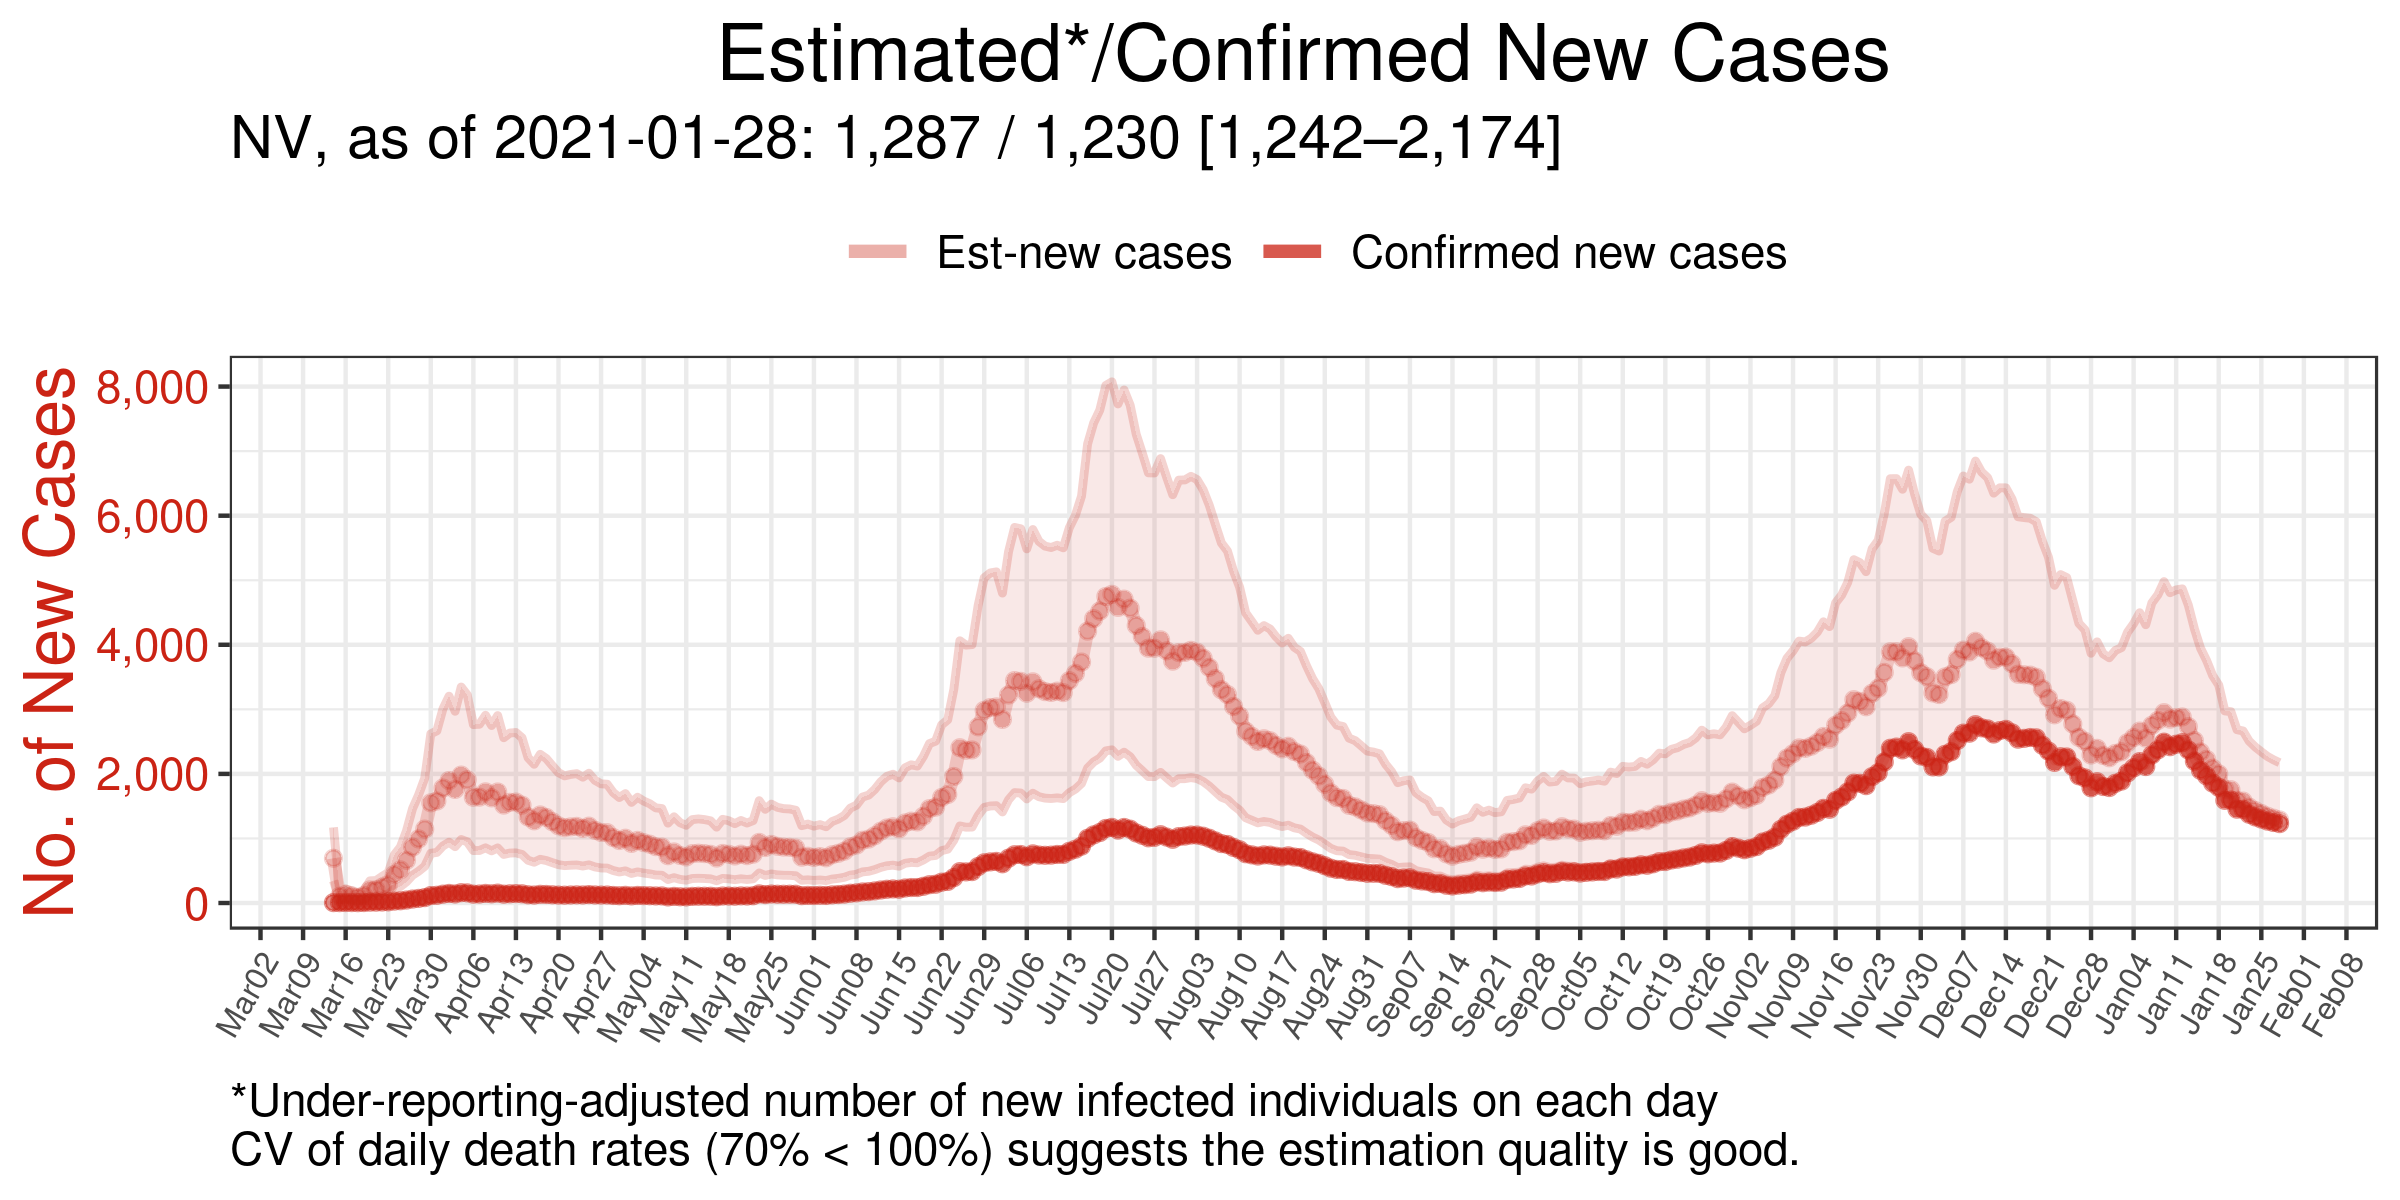 Estimated*/Confirmed New Cases
NV, as of 2021-01-28: 1,287 / 1,230 [1,242–2,174]
Est-new cases Confirmed new cases
No. of New Cases
8,000
6,000
4,000
2,000
0
Mar02 Mar09 Mar16 Mar23 Mar30 Apr06 Apr13 Apr20 Apr27 May04 May11 May18 May25 Jun01 Jun08 Jun15 Jun22 Jun29 Jul06 Jul13 Jul20 Jul27 Aug03 Aug10 Aug17 Aug24 Aug31 Sep07 Sep14 Sep21 Sep28 Oct05 Oct12 Oct19 Oct26 Nov02 Nov09 Nov16 Nov23 Nov30 Dec07 Dec14 Dec21 Dec28 Jan04 Jan11 Jan18 Jan25 Feb01 Feb08
*Under-reporting-adjusted number of new infected individuals on each day
CV of daily death rates (70% < 100%) suggests the estimation quality is good.